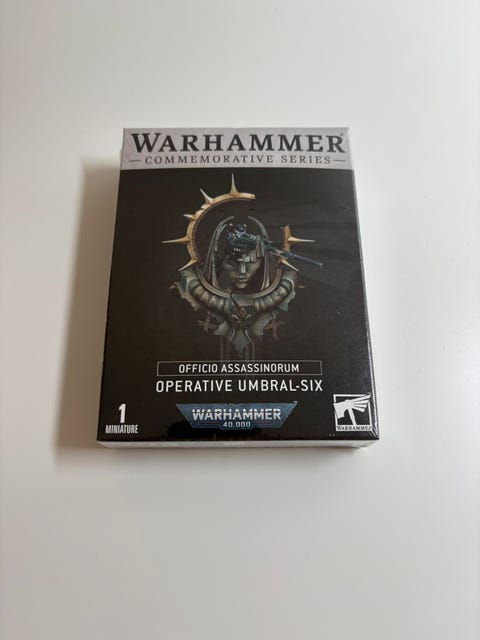 WARHAMMER
COMMEMORATIVE SERIES
OFFICIO ASSASSINORUM
OPERATIVE UMBRAL-SIX
WARHAMMER
40,000
1
MINIATURE
WARHAMMER